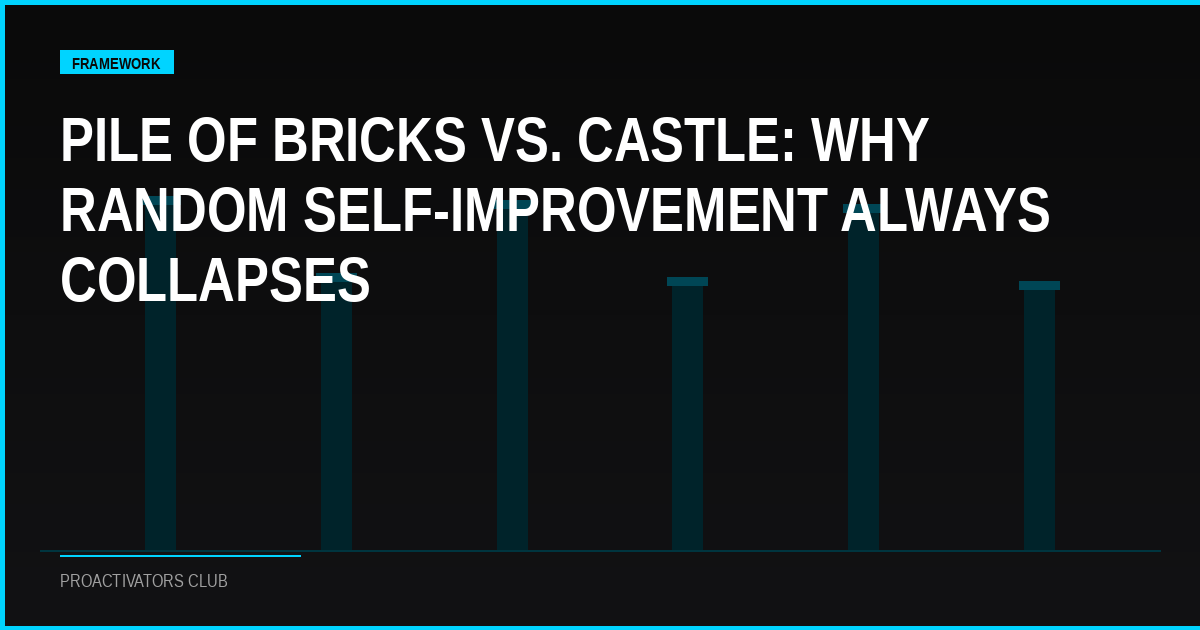 FRAMEWORK
PILE OF BRICKS VS. CASTLE: WHY
RANDOM SELF-IMPROVEMENT ALWAYS
COLLAPSES
PROACTIVATORS CLUB